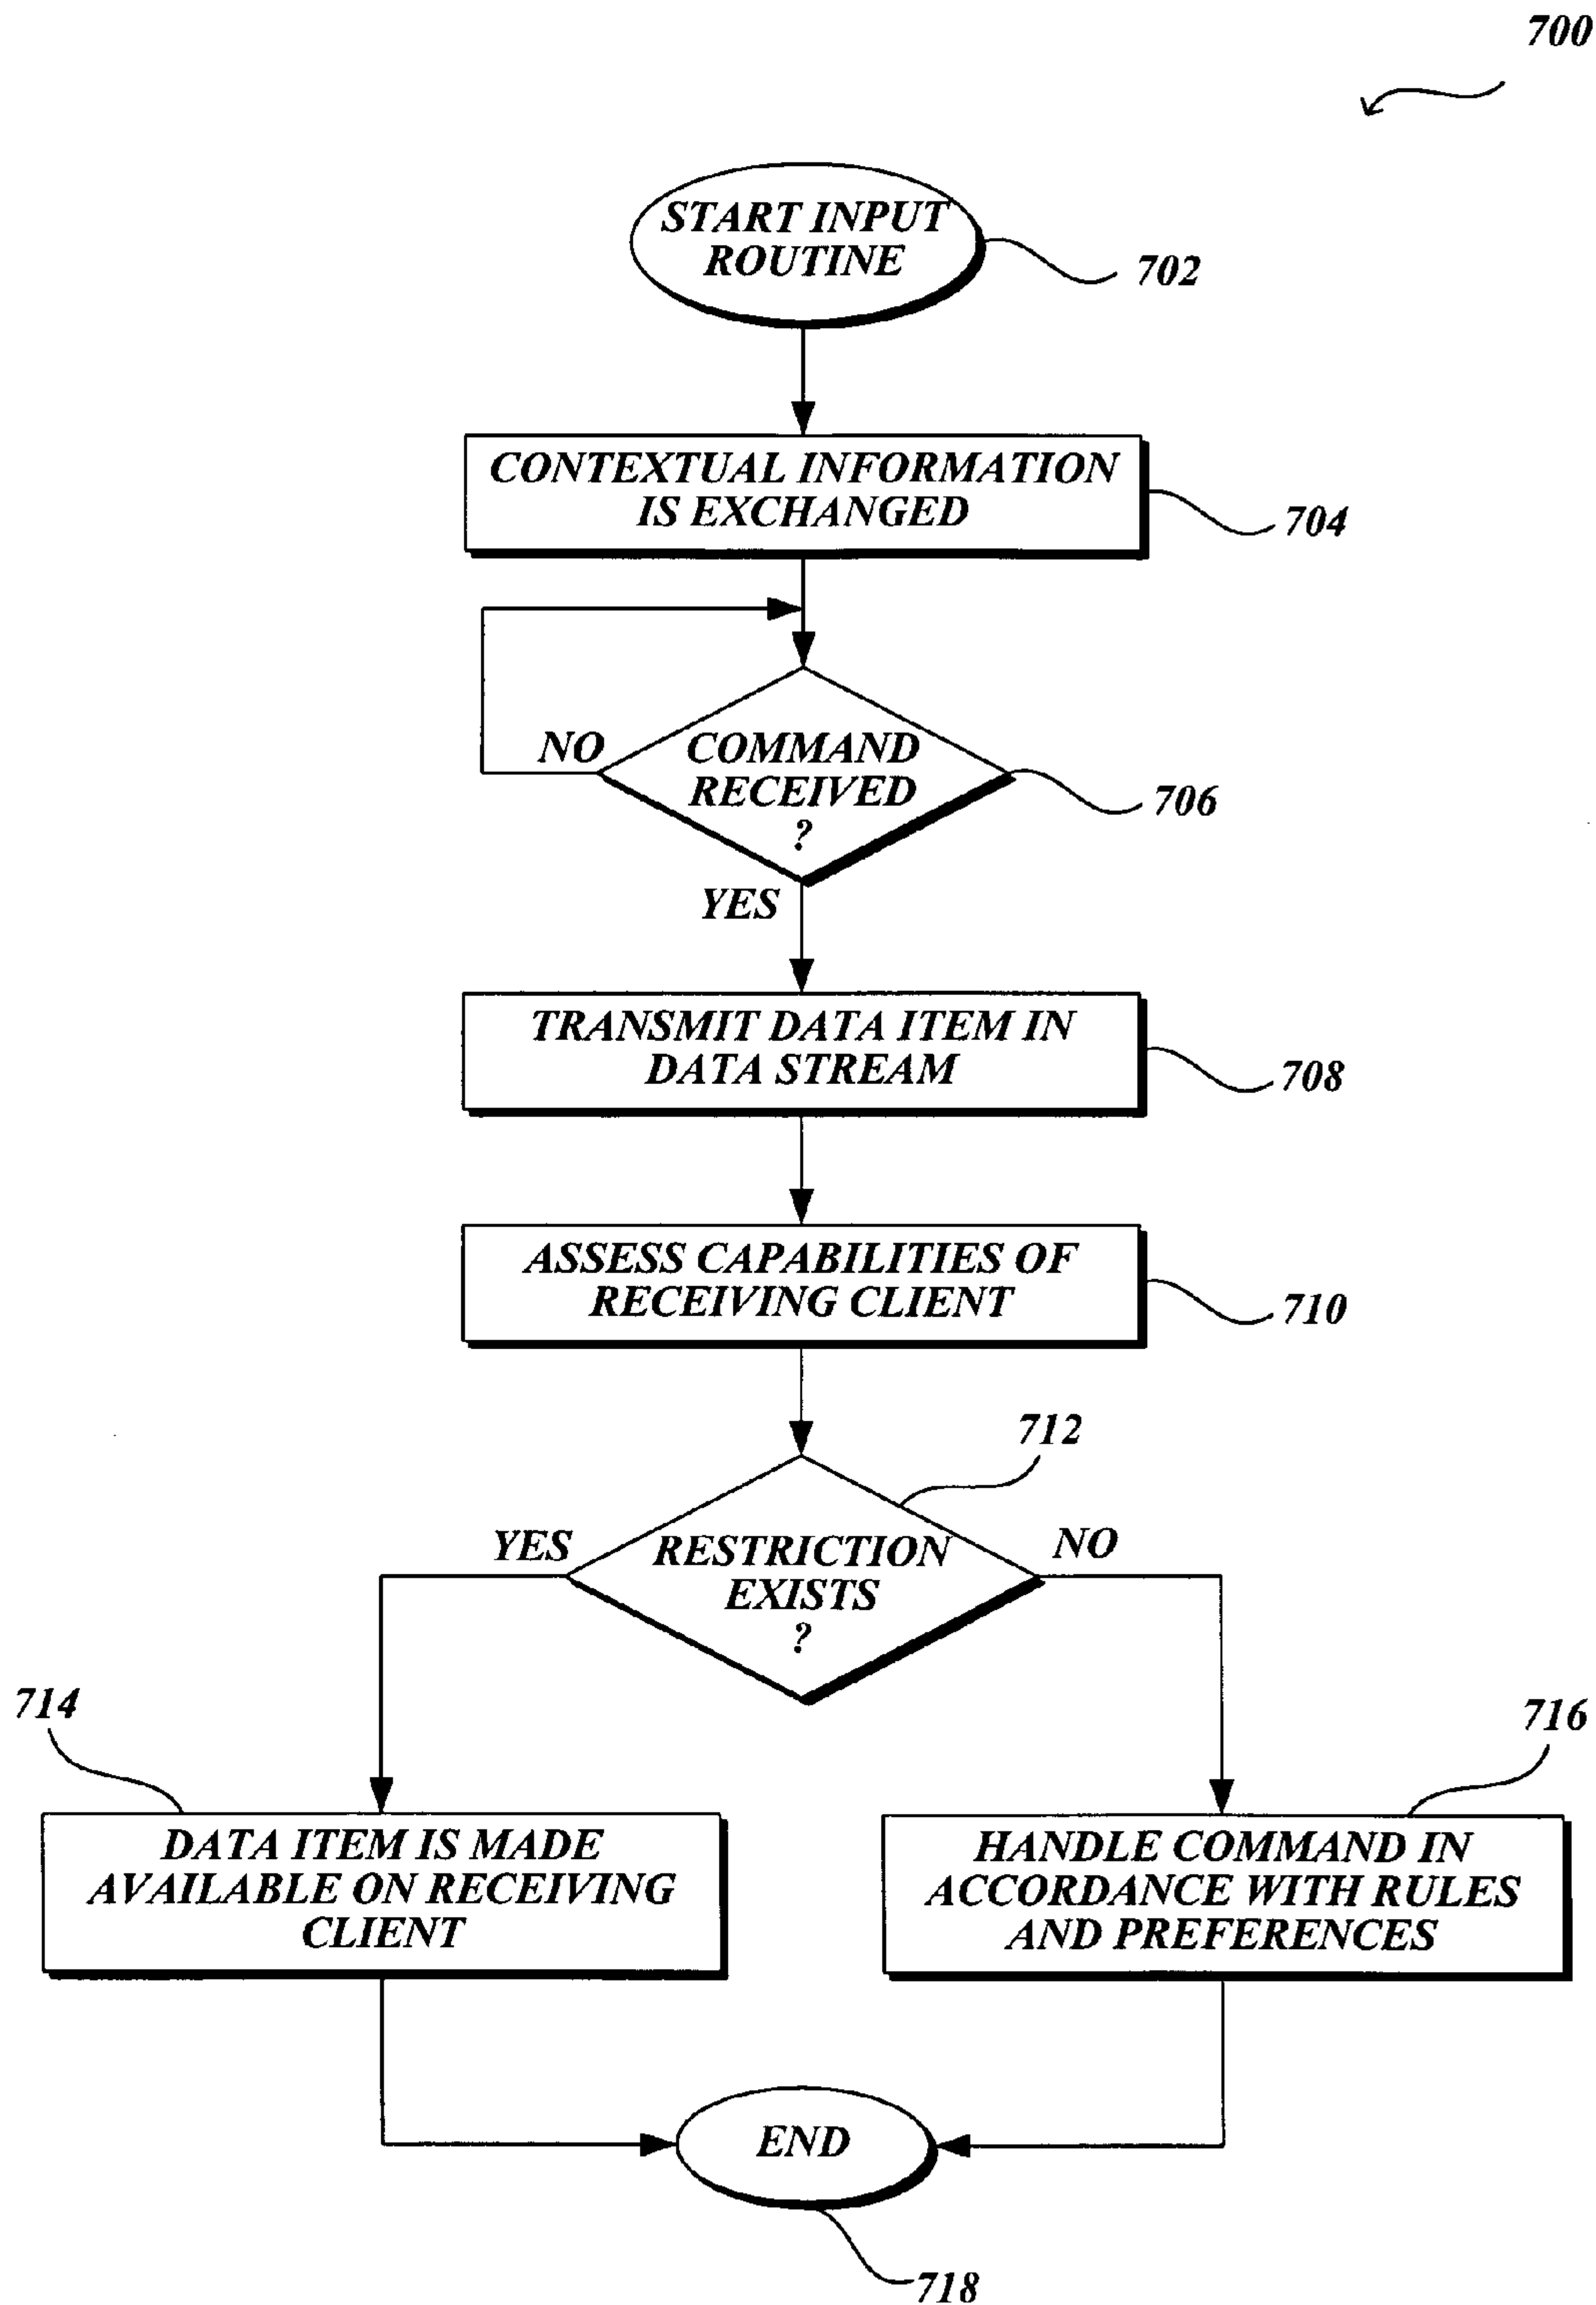 700
START INPUT
ROUTINE
702
CONTEXTUAL INFORMATION
IS EXCHANGED
704
NO
COMMAND
RECEIVED
?
706
YES
TRANSMIT DATA ITEM IN
DATA STREAM
708
ASSESS CAPABILITIES OF
RECEIVING CLIENT
710
712
YES
RESTRICTION
EXISTS
?
NO
714
716
DATA ITEM IS MADE
AVAILABLE ON RECEIVING
CLIENT
HANDLE COMMAND IN
ACCORDANCE WITH RULES
AND PREFERENCES
END
718